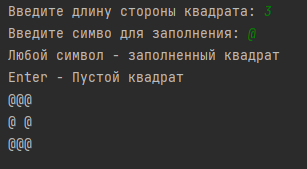 Введите длину стороны квадрата: 3
Введите симво для заполнения: @
Любой символ - заполненный квадрат
Enter - Пустой квадрат
@@@
@ @
@@@